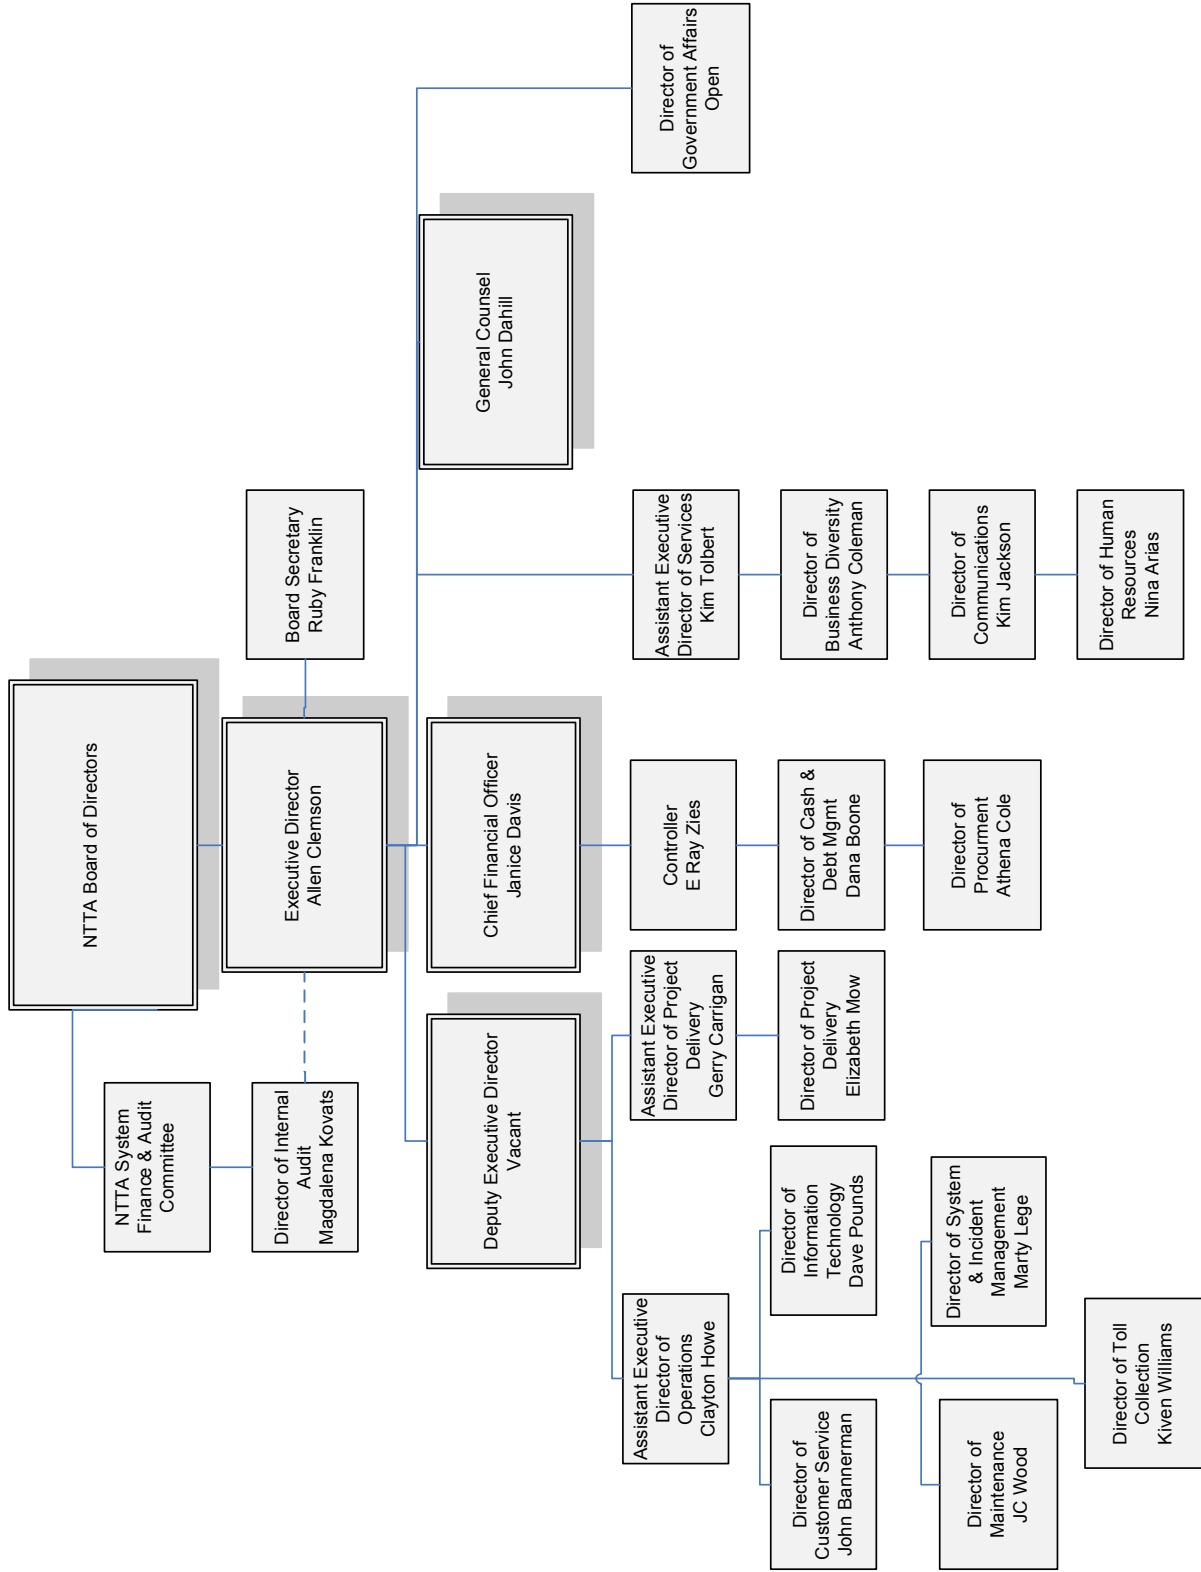 NTTA Board of Directors
NTTA System
Finance & Audit
Committee
Director of Internal
Audit
Magdalena Kovats
Executive Director
Allen Clemson
Board Secretary
Ruby Franklin
Deputy Executive Director
Vacant
Chief Financial Officer
Janice Davis
General Counsel
John Dahill
Assistant Executive
Director of
Operations
Clayton Howe
Assistant Executive
Director of Project
Delivery
Gerry Carrigan
Controller
E Ray Zies
Assistant Executive
Director of Services
Kim Tolbert
Director of
Government Affairs
Open
Director of
Customer Service
John Bannerman
Director of
Information
Technology
Dave Pounds
Director of Project
Delivery
Elizabeth Mow
Director of Cash &
Debt Mgmt
Dana Boone
Director of
Business Diversity
Anthony Coleman
Director of
Maintenance
JC Wood
Director of System
& Incident
Management
Marty Lege
Director of
Procurment
Athena Cole
Director of
Communications
Kim Jackson
Director of Toll
Collection
Kiven Williams
Director of Human
Resources
Nina Arias